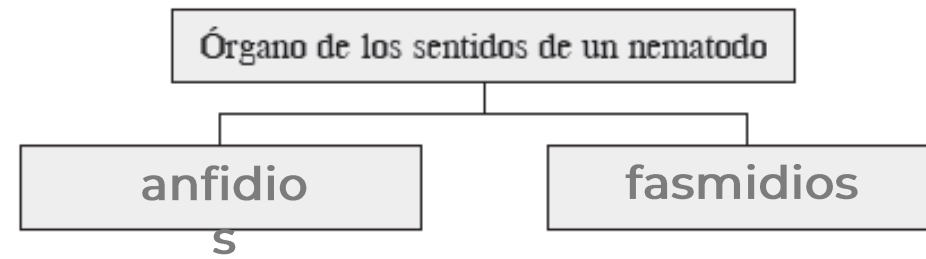 Órgano de los sentidos de un nematodo
anfidio
s
fasmidios